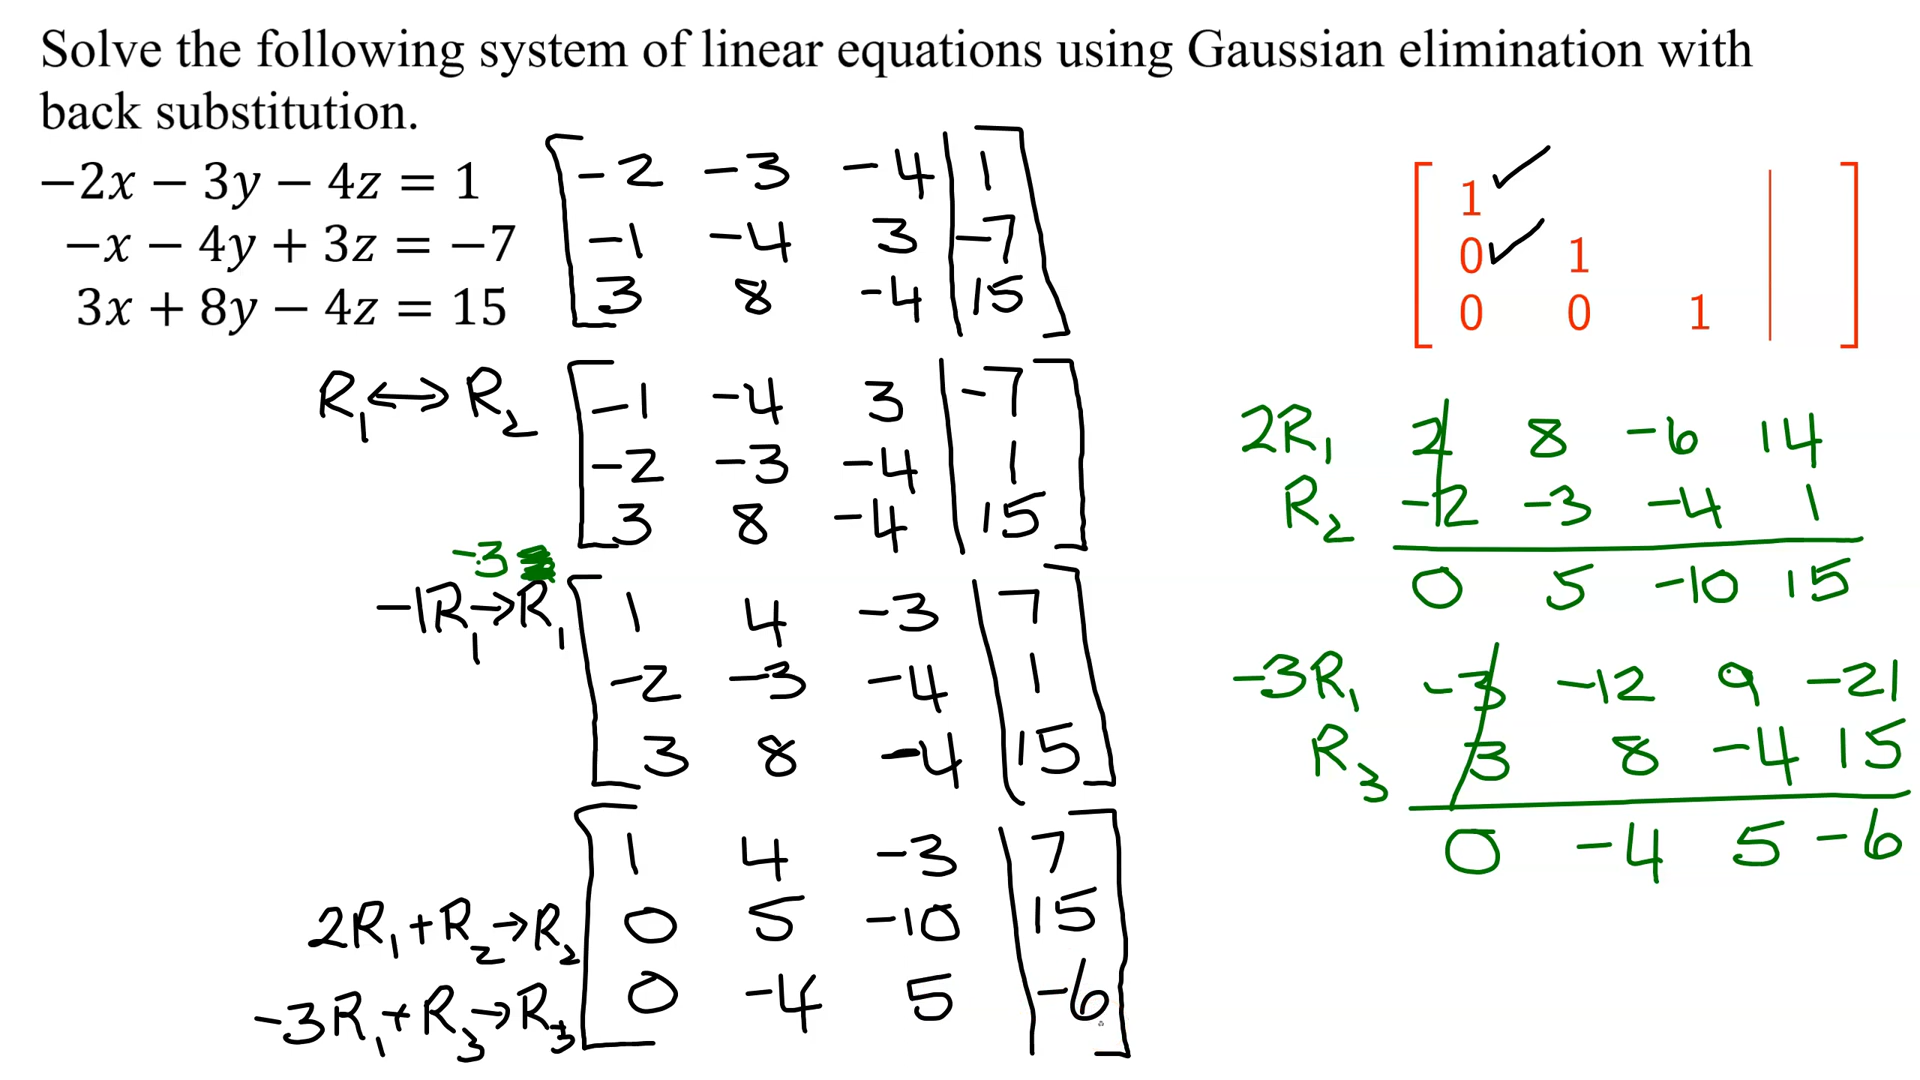 Solve the following system of linear equations using Gaussian elimination with
back substitution.
−2x − 3y − 4z = 1
−x − 4y + 3z = −7
3x + 8y − 4z = 15
-2 -3 -4 | 1
-1 -4 3 | -7
3 8 -4 | 15
R1 ↔ R2
-1 -4 3 | -7
-2 -3 -4 | 1
3 8 -4 | 15
-3
-1R1 → R1
1 4 -3 | 7
-2 -3 -4 | 1
3 8 -4 | 15
1 4 -3 | 7
2R1 + R2 → R2 0 5 -10 | 15
-3R1 + R3 → R3 0 -4 5 | -6
1 ✓
0 ✓ 1
0 0 1
2R1 2 8 -6 14
R2 -2 -3 -4 1
0 5 -10 15
-3R1 -3 -12 9 -21
R3 3 8 -4 15
0 -4 5 -6